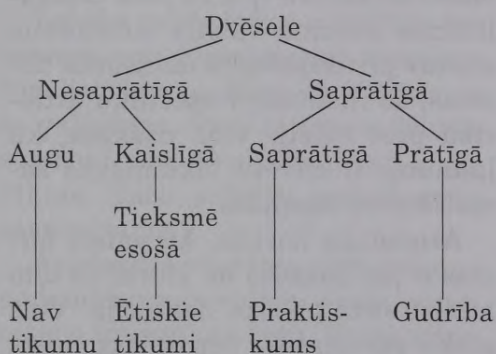 Dvēsele
Nesaprātīgā Saprātīgā
Augu Kaislīgā Saprātīgā Prātīgā
Tieksmē
esošā
Nav Ētiskie Praktis- Gudrība
tikumu tikumi kums